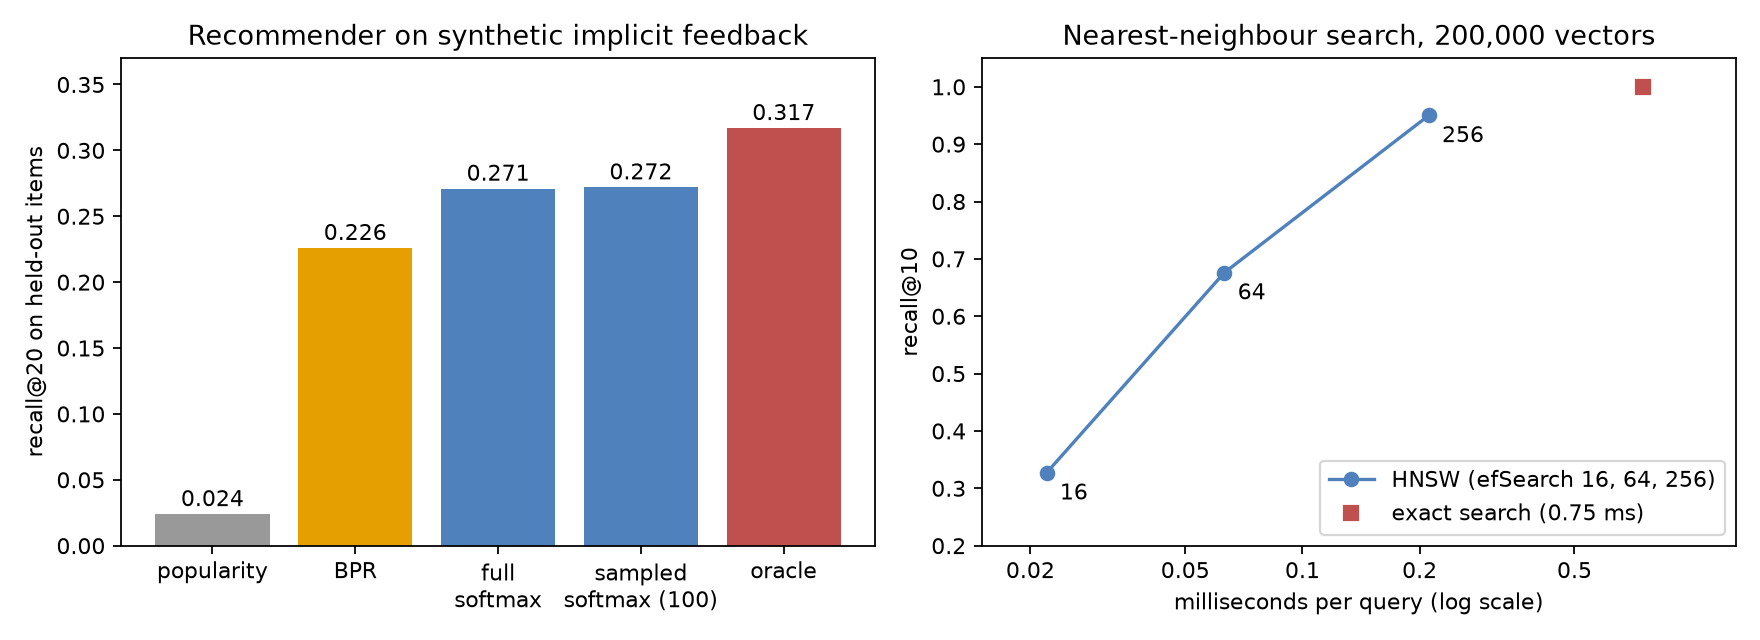 Recommender on synthetic implicit feedback
recall@20 on held-out items
0.35
0.30
0.25
0.20
0.15
0.10
0.05
0.00
0.024
0.226
0.271
0.272
0.317
popularity
BPR
full
softmax
sampled
softmax (100)
oracle
Nearest-neighbour search, 200,000 vectors
recall@10
1.0
0.9
0.8
0.7
0.6
0.5
0.4
0.3
0.2
16
64
256
HNSW (efSearch 16, 64, 256)
exact search (0.75 ms)
0.02
0.05
0.1
0.2
0.5
milliseconds per query (log scale)